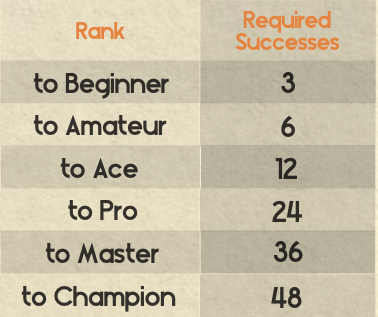 Rank Required
Successes
to Beginner 3
to Amateur 6
to Ace 12
to Pro 24
to Master 36
to Champion 48